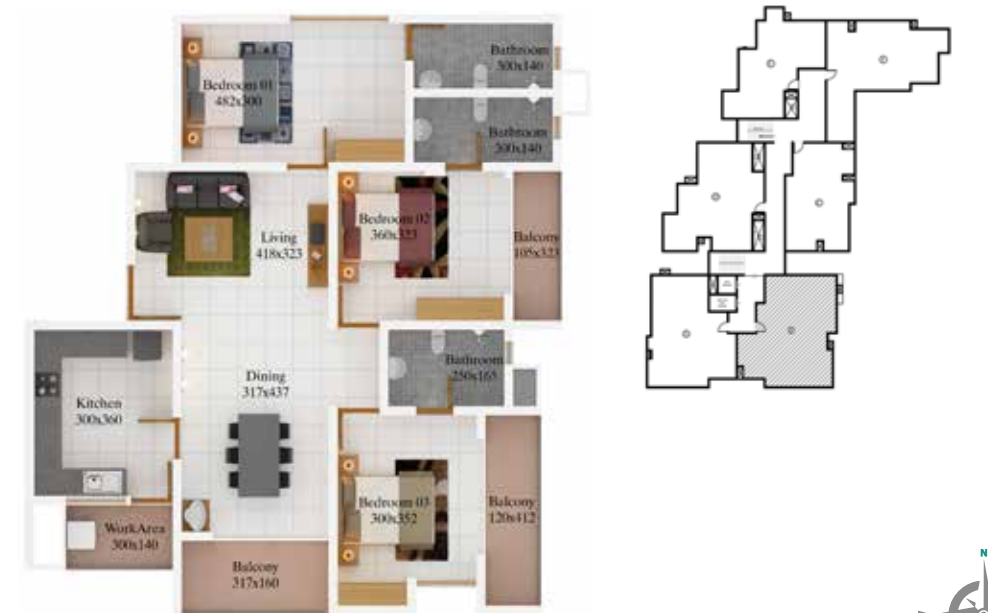 Bedroom 01
482x300
Bathroom
300x140
Bathroom
300x140
Living
418x323
Bedroom 02
360x323
Balcony
105x323
Kitchen
300x360
Dining
317x437
Bathroom
250x165
WorkArea
300x140
Balcony
317x160
Bedroom 03
300x352
Balcony
120x412
N